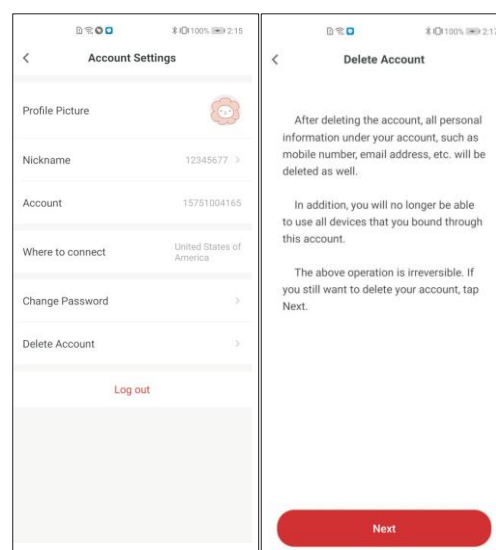 100% 2:15
Account Settings
Profile Picture
Nickname 12345677
Account 15751004165
Where to connect United States of
America
Change Password
Delete Account
Log out
100% 2:17
Delete Account
After deleting the account, all personal
information under your account, such as
mobile number, email address, etc. will be
deleted as well.
In addition, you will no longer be able
to use all devices that you bound through
this account.
The above operation is irreversible. If
you still want to delete your account, tap
Next.
Next